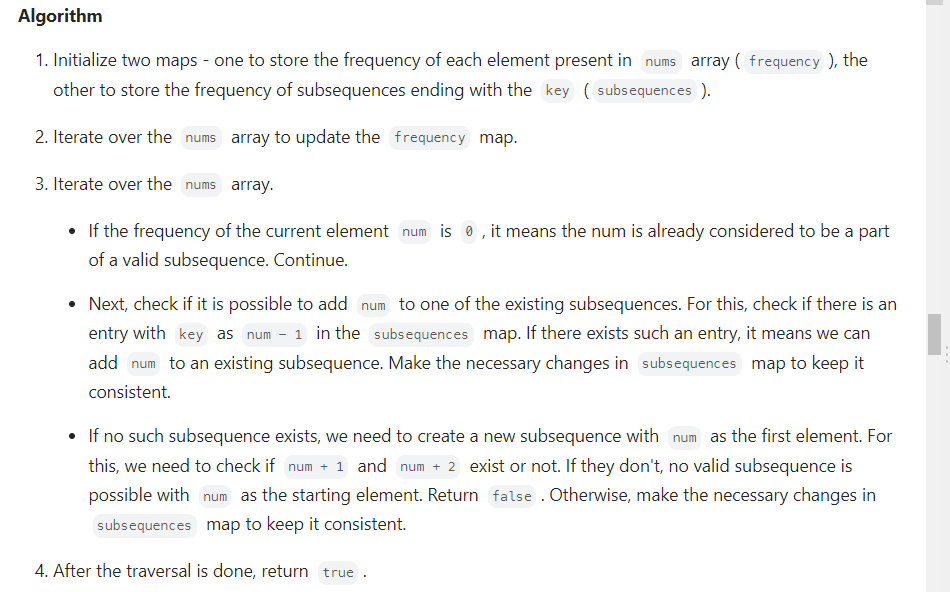 Algorithm
1. Initialize two maps - one to store the frequency of each element present in nums array ( frequency ), the
other to store the frequency of subsequences ending with the key ( subsequences ).
2. Iterate over the nums array to update the frequency map.
3. Iterate over the nums array.
• If the frequency of the current element num is 0 , it means the num is already considered to be a part
of a valid subsequence. Continue.
• Next, check if it is possible to add num to one of the existing subsequences. For this, check if there is an
entry with key as num - 1 in the subsequences map. If there exists such an entry, it means we can
add num to an existing subsequence. Make the necessary changes in subsequences map to keep it
consistent.
• If no such subsequence exists, we need to create a new subsequence with num as the first element. For
this, we need to check if num + 1 and num + 2 exist or not. If they don't, no valid subsequence is
possible with num as the starting element. Return false . Otherwise, make the necessary changes in
subsequences map to keep it consistent.
4. After the traversal is done, return true .